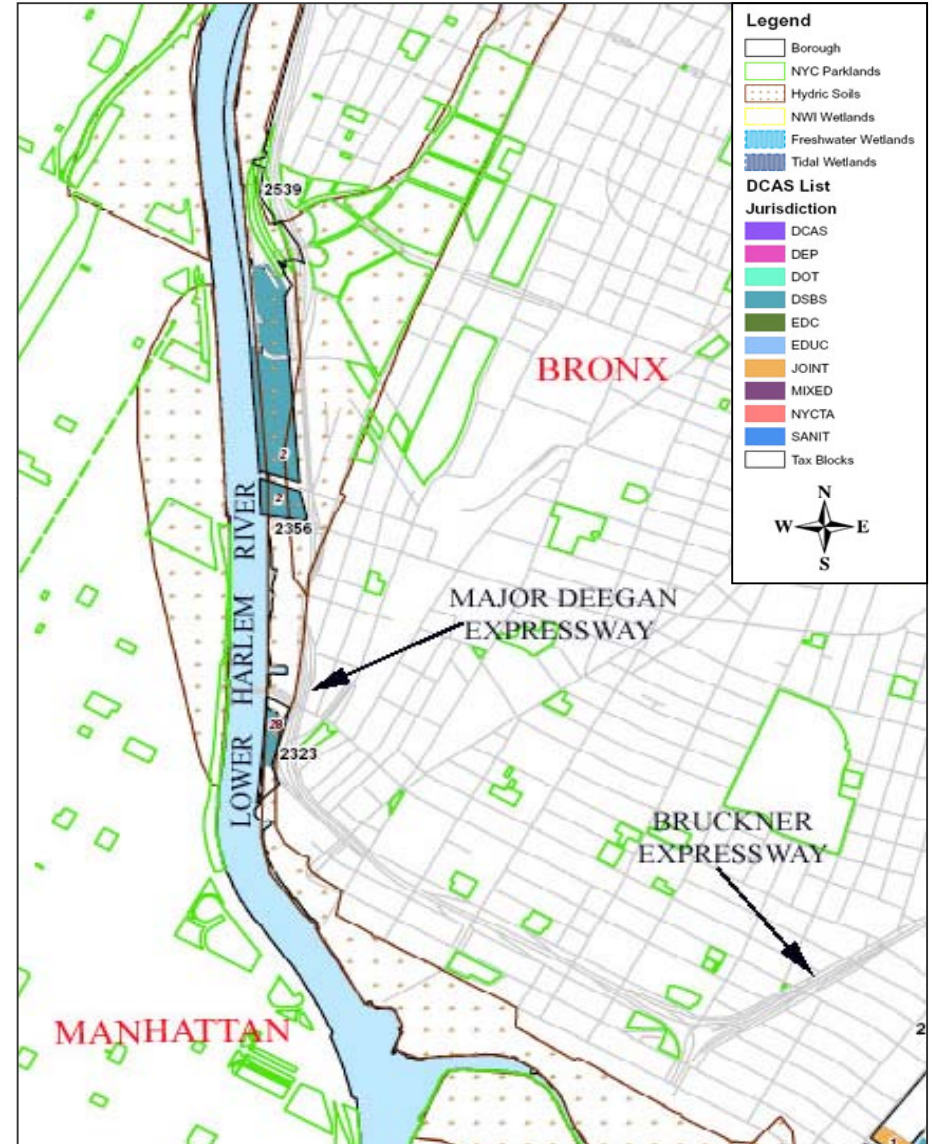 Legend
Borough
NYC Parklands
Hydric Soils
NWI Wetlands
Freshwater Wetlands
Tidal Wetlands
DCAS List
Jurisdiction
DCAS
DEP
DOT
DSBS
EDC
EDUC
JOINT
MIXED
NYCTA
SANIT
Tax Blocks
N
W E
S
2539
BRONX
2
2
2356
LOWER HARLEM RIVER
MAJOR DEEGAN
EXPRESSWAY
28
2323
BRUCKNER
EXPRESSWAY
MANHATTAN
2
1